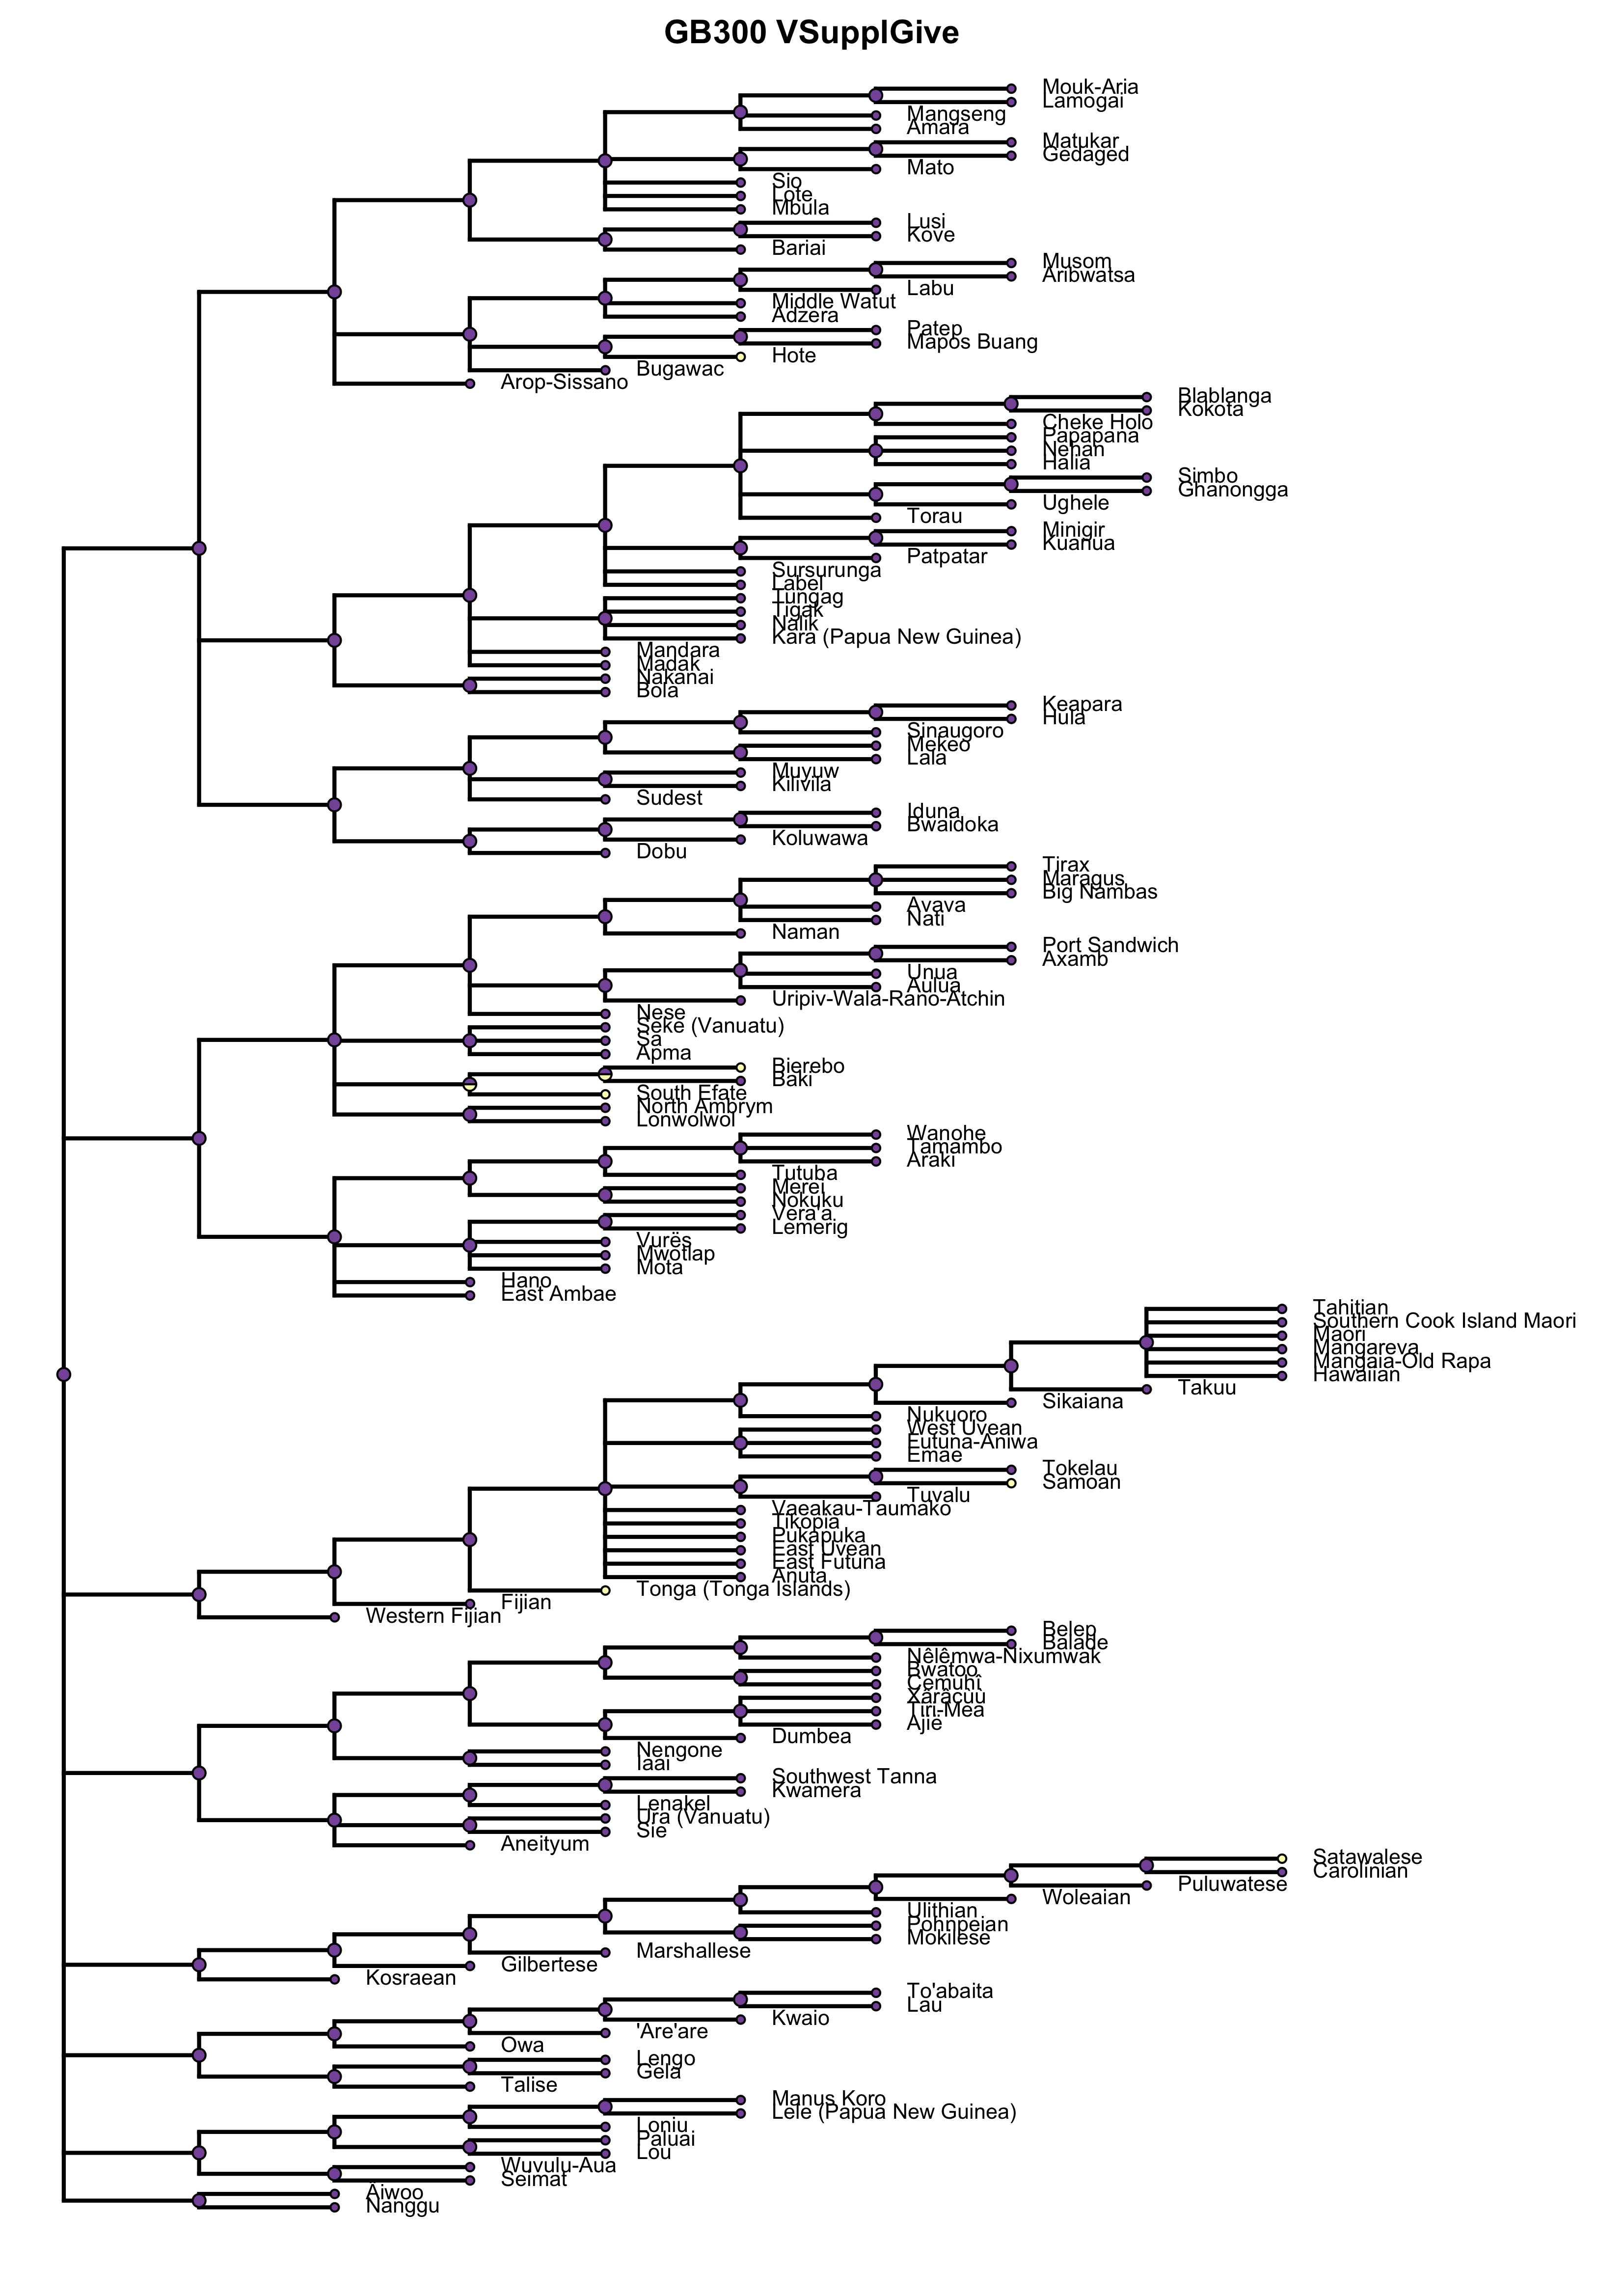 GB300 VSupplGive
Mouk-Aria
Lamogai
Mangseng
Amara
Matukar
Gedaged
Mato
Sio
Lote
Mbula
Lusi
Kove
Bariai
Musom
Aribwatsa
Labu
Middle Watut
Adzera
Patep
Mapos Buang
Hote
Bugawac
Arop-Sissano
Blablanga
Kokota
Cheke Holo
Papapana
Nehan
Halia
Simbo
Ghanongga
Ughele
Torau
Minigir
Kuanua
Patpatar
Sursurunga
Label
Tungag
Tigak
Nalik
Kara (Papua New Guinea)
Mandara
Madak
Nakanai
Bola
Keapara
Hula
Sinaugoro
Mekeo
Lala
Muyuw
Kilivila
Sudest
Iduna
Bwaidoka
Koluwawa
Dobu
Tirax
Maragus
Big Nambas
Avava
Nati
Naman
Port Sandwich
Axamb
Unua
Aulua
Uripiv-Wala-Rano-Atchin
Nese
Seke (Vanuatu)
Sa
Apma
Bierebo
Baki
South Efate
North Ambrym
Lonwolwol
Wanohe
Tamambo
Araki
Tutuba
Merei
Nokuku
Vera'a
Lemerig
Vurës
Mwotlap
Mota
Hano
East Ambae
Tahitian
Southern Cook Island Maori
Maori
Mangareva
Mangaia-Old Rapa
Hawaiian
Takuu
Sikaiana
Nukuoro
West Uvean
Futuna-Aniwa
Emae
Tokelau
Samoan
Tuvalu
Vaeakau-Taumako
Tikopia
Pukapuka
East Uvean
East Futuna
Anuta
Tonga (Tonga Islands)
Fijian
Western Fijian
Belep
Balade
Nêlêmwa-Nixumwak
Bwatoo
Cemuhî
Xârâcùù
Tiri-Mea
Ajië
Dumbea
Nengone
Iaai
Southwest Tanna
Kwamera
Lenakel
Ura (Vanuatu)
Sie
Aneityum
Satawalese
Carolinian
Puluwatese
Woleaian
Ulithian
Pohnpeian
Mokilese
Marshallese
Gilbertese
Kosraean
To'abaita
Lau
Kwaio
'Are'are
Owa
Lengo
Gela
Talise
Manus Koro
Lele (Papua New Guinea)
Loniu
Paluai
Lou
Wuvulu-Aua
Seimat
Äiwoo
Nanggu